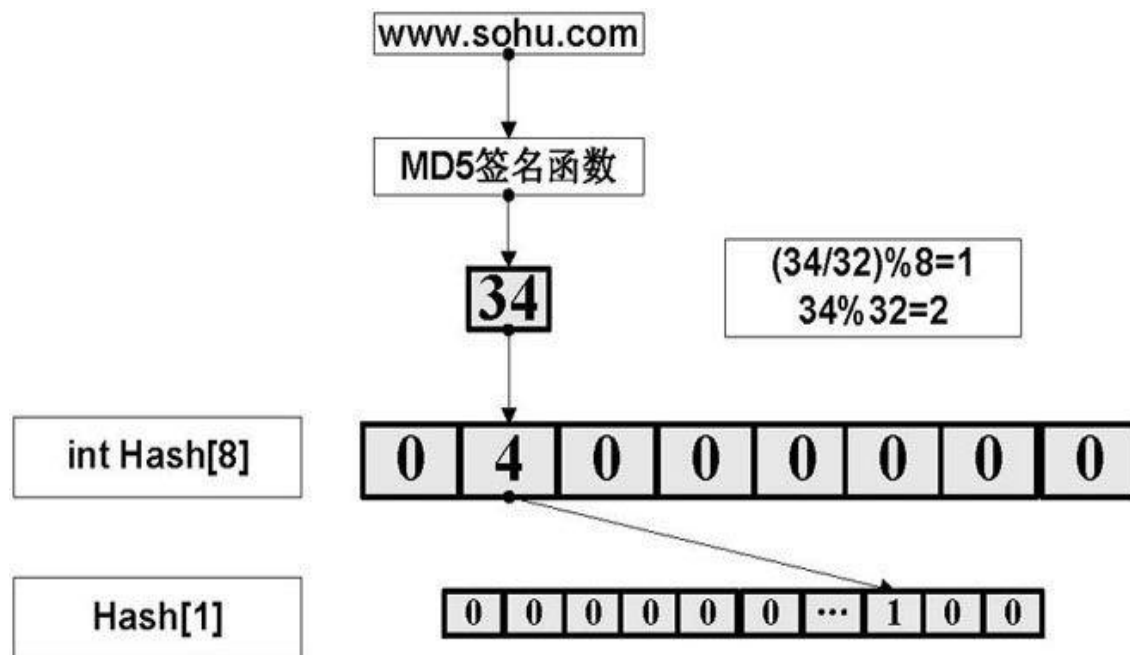 www.sohu.com
MD5签名函数
34
(34/32)%8=1
34%32=2
int Hash[8]
0 4 0 0 0 0 0 0
Hash[1]
0 0 0 0 0 0 ... 1 0 0